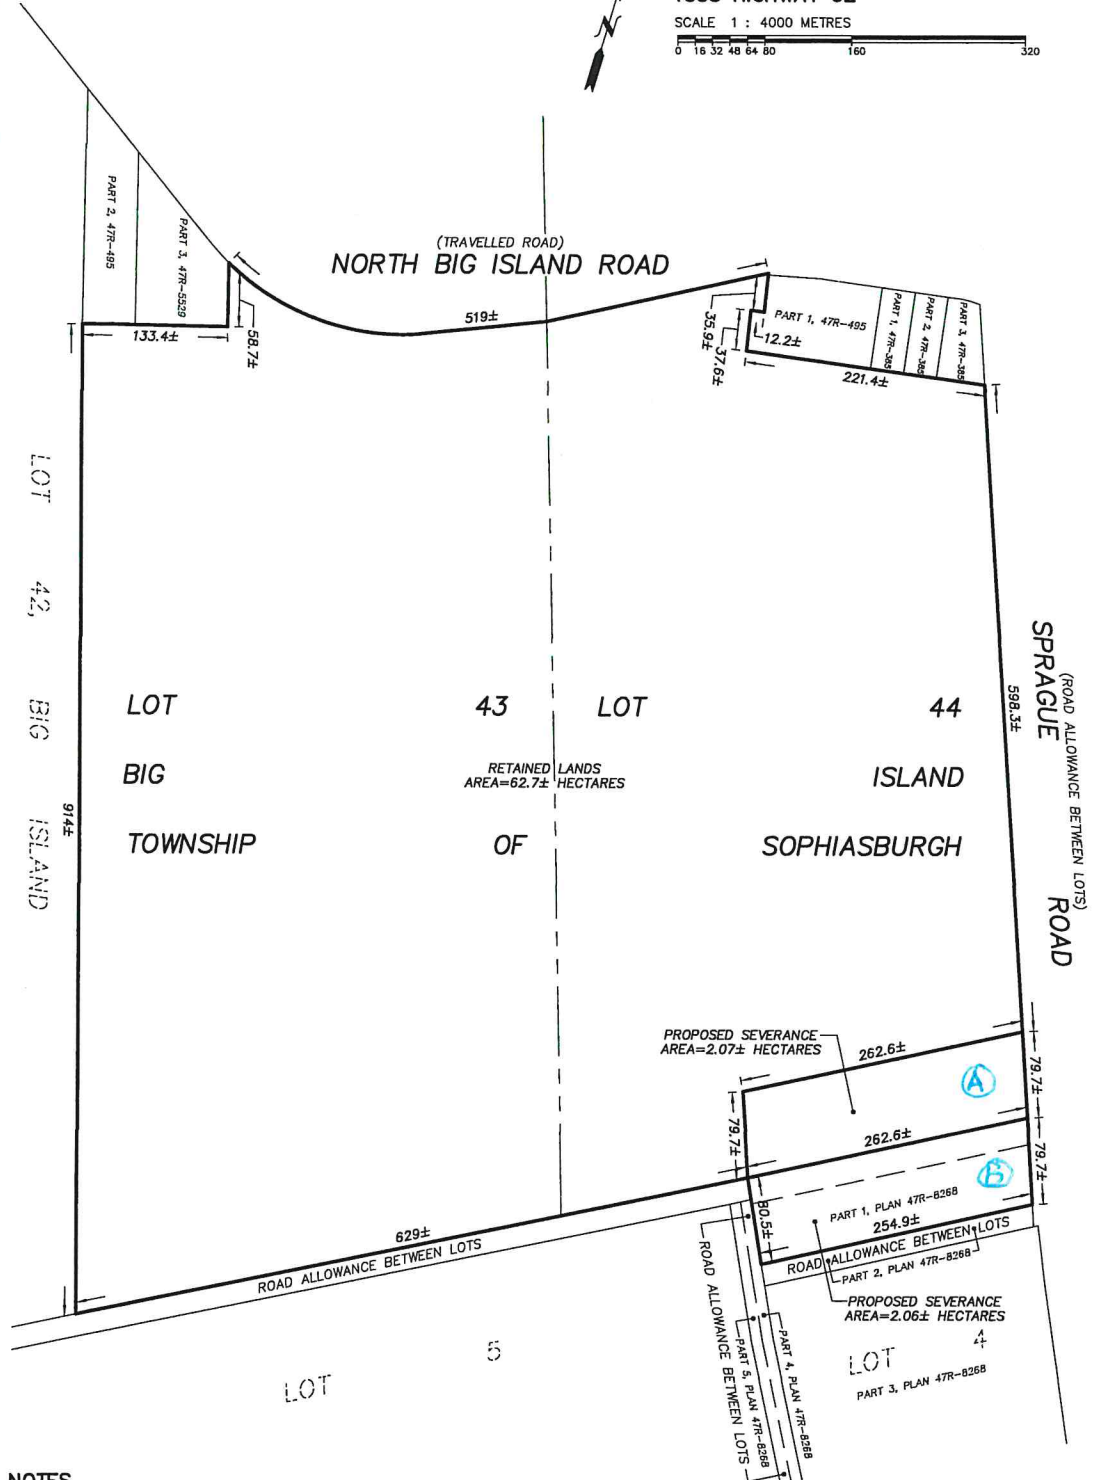 SCALE 1 : 4000 METRES
0 16 32 48 64 80 160 320
PART 2, 47R-495
PART 3, 47R-5529
(TRAVELLED ROAD)
NORTH BIG ISLAND ROAD
519±
133.4±
58.7±
35.9±
37.6±
12.2±
PART 1, 47R-495
PART 1, 47R-385
PART 2, 47R-385
PART 3, 47R-385
221.4±
LOT 42, BIG ISLAND
914±
LOT 43 LOT 44
BIG ISLAND
RETAINED LANDS
AREA=62.7± HECTARES
TOWNSHIP OF SOPHIASBURGH
598.3±
SPRAGUE ROAD
(ROAD ALLOWANCE BETWEEN LOTS)
PROPOSED SEVERANCE
AREA=2.07± HECTARES
262.6±
A
79.7±
79.7±
262.6±
79.7±
B
PART 1, PLAN 47R-8268
80.5±
254.9±
629±
ROAD ALLOWANCE BETWEEN LOTS
ROAD ALLOWANCE BETWEEN LOTS
PART 2, PLAN 47R-8268
PROPOSED SEVERANCE
AREA=2.06± HECTARES
ROAD ALLOWANCE BETWEEN LOTS
PART 5, PLAN 47R-8268
PART 4, PLAN 47R-8268
LOT 5
LOT 4
PART 3, PLAN 47R-8268
NOTES